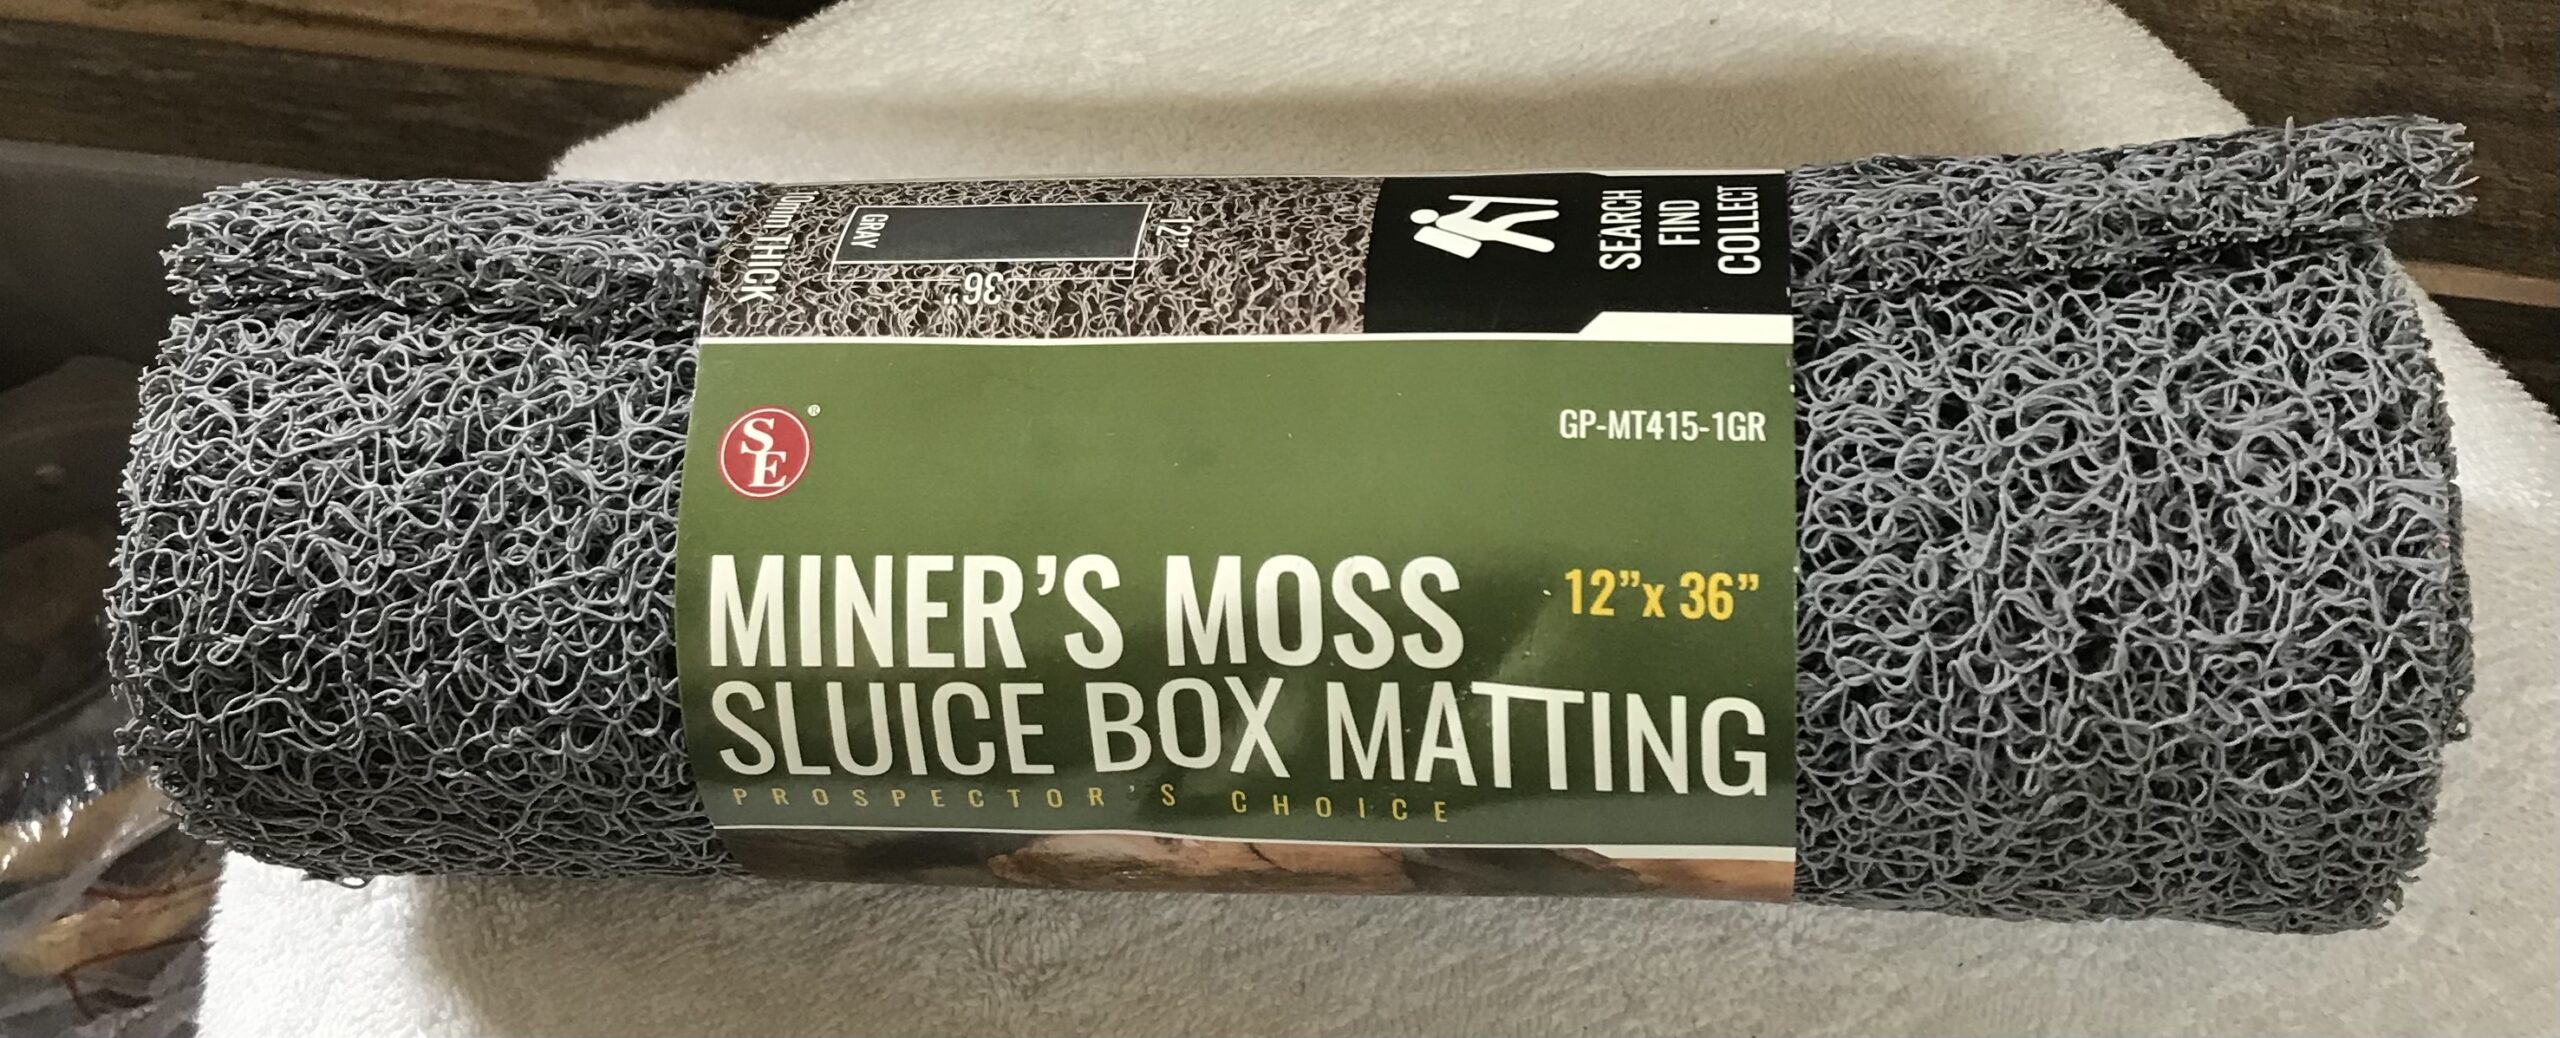 10mm THICK
GRAY
12"
36"
SEARCH
FIND
COLLECT
SE®
GP-MT415-1GR
MINER'S MOSS
12"x 36"
SLUICE BOX MATTING
PROSPECTOR'S CHOICE